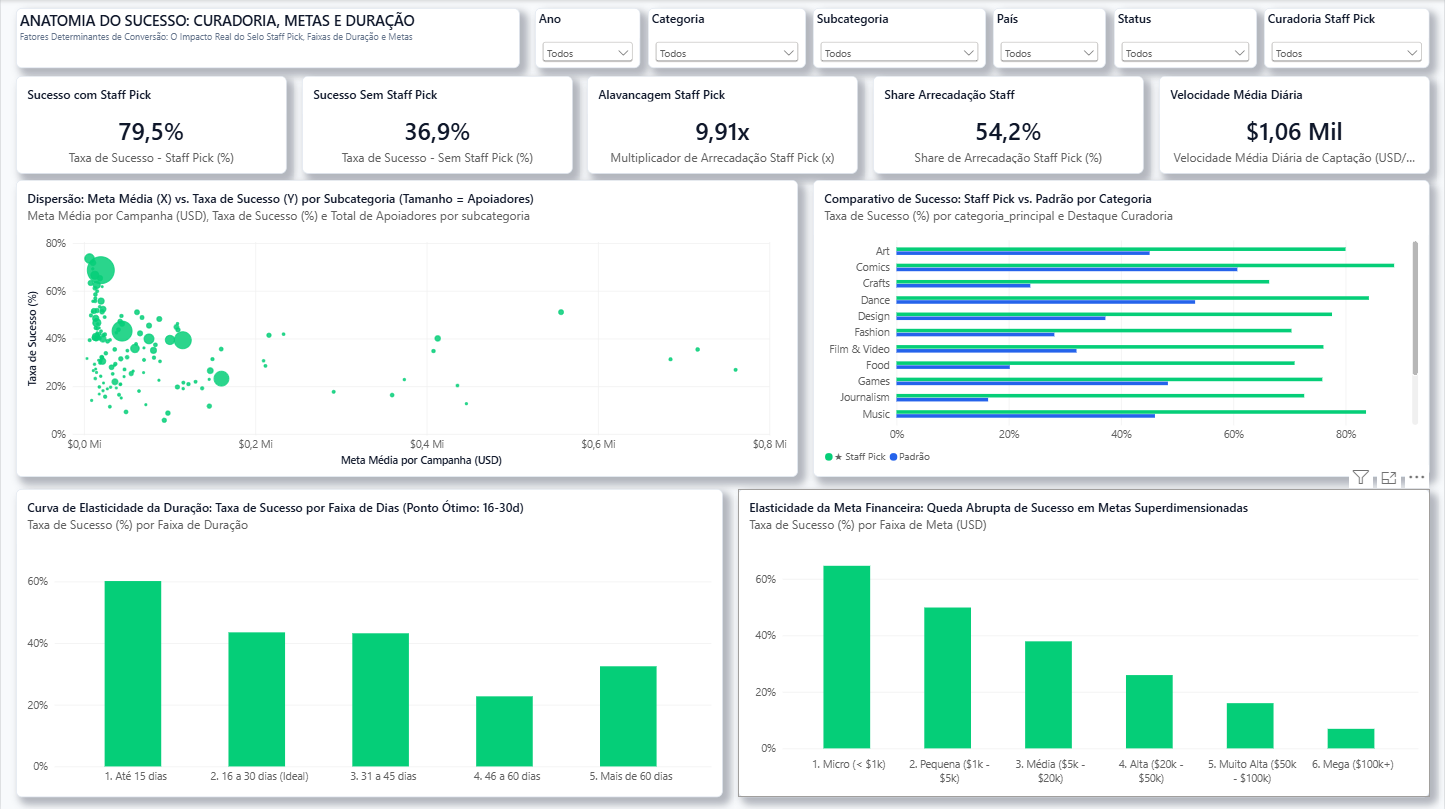 ANATOMIA DO SUCESSO: CURADORIA, METAS E DURAÇÃO
Fatores Determinantes de Conversão: O Impacto Real do Selo Staff Pick, Faixas de Duração e Metas
Ano
Todos
Categoria
Todos
Subcategoria
Todos
País
Todos
Status
Todos
Curadoria Staff Pick
Todos
Sucesso com Staff Pick
79,5%
Taxa de Sucesso - Staff Pick (%)
Sucesso Sem Staff Pick
36,9%
Taxa de Sucesso - Sem Staff Pick (%)
Alavancagem Staff Pick
9,91x
Multiplicador de Arrecadação Staff Pick (x)
Share Arrecadação Staff
54,2%
Share de Arrecadação Staff Pick (%)
Velocidade Média Diária
$1,06 Mil
Velocidade Média Diária de Captação (USD/...
Dispersão: Meta Média (X) vs. Taxa de Sucesso (Y) por Subcategoria (Tamanho = Apoiadores)
Meta Média por Campanha (USD), Taxa de Sucesso (%) e Total de Apoiadores por subcategoria
Taxa de Sucesso (%)
80%
60%
40%
20%
0%
$0,0 Mi
$0,2 Mi
$0,4 Mi
$0,6 Mi
$0,8 Mi
Meta Média por Campanha (USD)
Comparativo de Sucesso: Staff Pick vs. Padrão por Categoria
Taxa de Sucesso (%) por categoria_principal e Destaque Curadoria
Art
Comics
Crafts
Dance
Design
Fashion
Film & Video
Food
Games
Journalism
Music
0%
20%
40%
60%
80%
★ Staff Pick
Padrão
Curva de Elasticidade da Duração: Taxa de Sucesso por Faixa de Dias (Ponto Ótimo: 16-30d)
Taxa de Sucesso (%) por Faixa de Duração
60%
40%
20%
0%
1. Até 15 dias
2. 16 a 30 dias (Ideal)
3. 31 a 45 dias
4. 46 a 60 dias
5. Mais de 60 dias
Elasticidade da Meta Financeira: Queda Abrupta de Sucesso em Metas Superdimensionadas
Taxa de Sucesso (%) por Faixa de Meta (USD)
60%
40%
20%
0%
1. Micro (< $1k)
2. Pequena ($1k -
$5k)
3. Média ($5k -
$20k)
4. Alta ($20k -
$50k)
5. Muito Alta ($50k
- $100k)
6. Mega ($100k+)